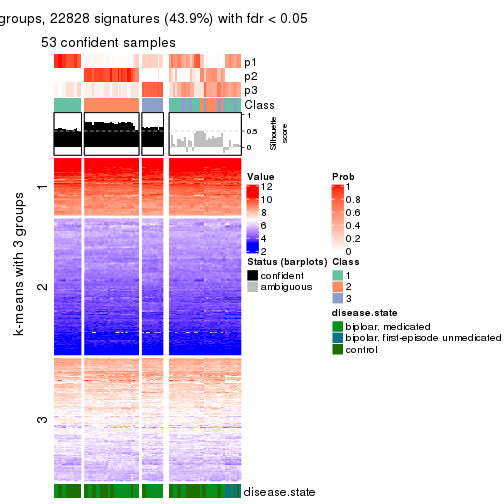 groups, 22828 signatures (43.9%) with fdr < 0.05
53 confident samples
p1
p2
p3
Class
1
0.5
0
Silhouette
score
k-means with 3 groups
1
2
3
Value
12
10
8
6
4
2
Prob
1
0.8
0.6
0.4
0.2
0
Status (barplots)
confident
ambiguous
Class
1
2
3
disease.state
biploar. medicated
bipolar. first-episode unmedicated
control
disease.state